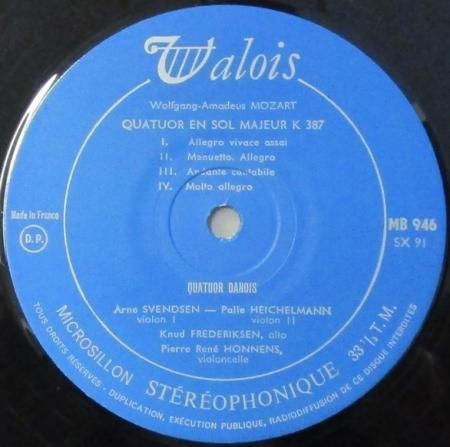 Valois
Wolfgang-Amadeus MOZART
QUATUOR EN SOL MAJEUR K 387
I. Allegro vivace assai
II. Menuetto. Allegro
III. Andante cantabile
IV. Molto allegro
Made in France
D.P.
MB 946
SX 91
QUATUOR DANOIS
Arne SVENDSEN — Palle HEICHELMANN
violon I violon II
Knud FREDERIKSEN, alto
Pierre René HONNENS,
violoncelle
MICROSILLON STÉRÉOPHONIQUE 33 1/3 T.M.
TOUS DROITS RÉSERVÉS - DUPLICATION, EXÉCUTION PUBLIQUE, RADIODIFFUSION DE CE DISQUE INTERDITES